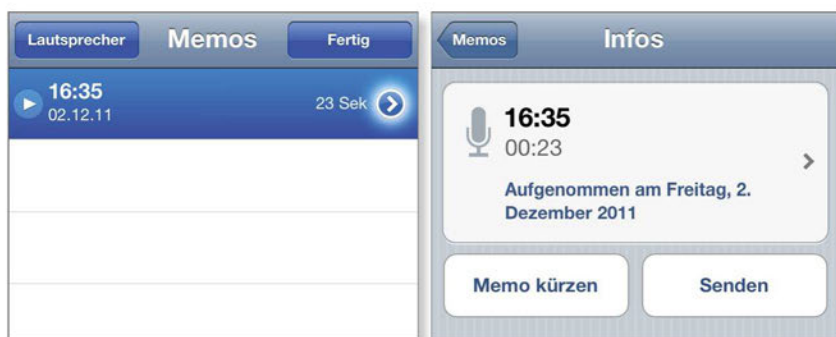 Lautsprecher Memos Fertig
16:35
02.12.11
23 Sek
Memos Infos
16:35
00:23
Aufgenommen am Freitag, 2.
Dezember 2011
Memo kürzen Senden